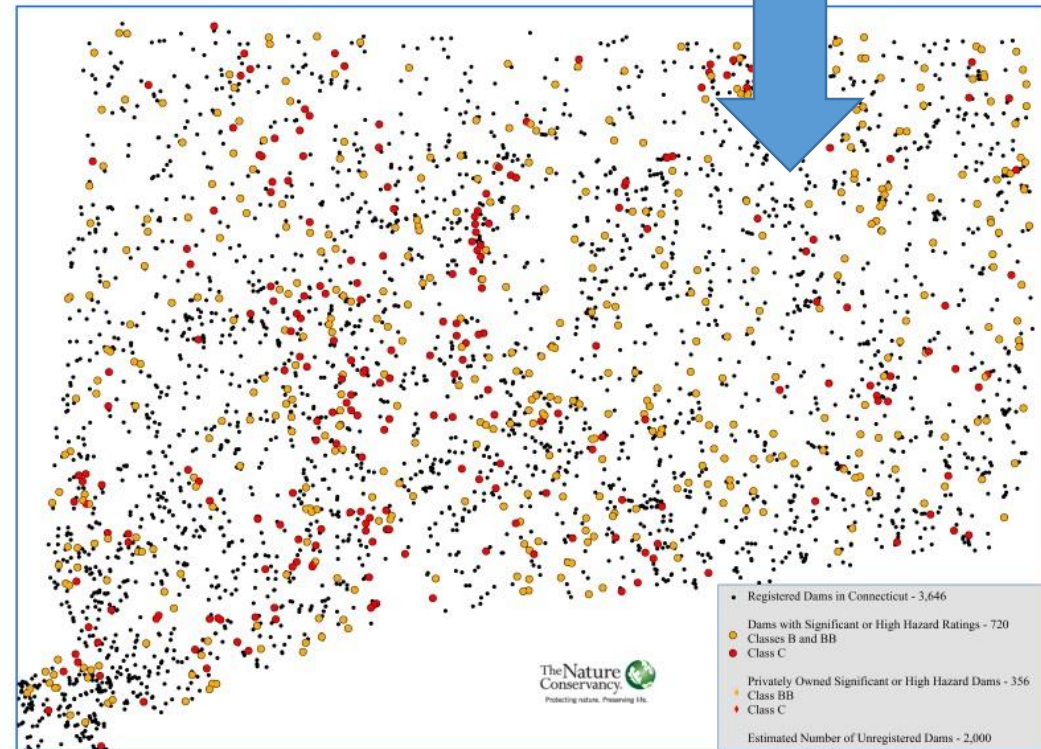 The Nature
Conservancy.
Protecting nature. Preserving life.
Registered Dams in Connecticut - 3,646
Dams with Significant or High Hazard Ratings - 720
Classes B and BB
Class C
Privately Owned Significant or High Hazard Dams - 356
Class BB
Class C
Estimated Number of Unregistered Dams - 2,000